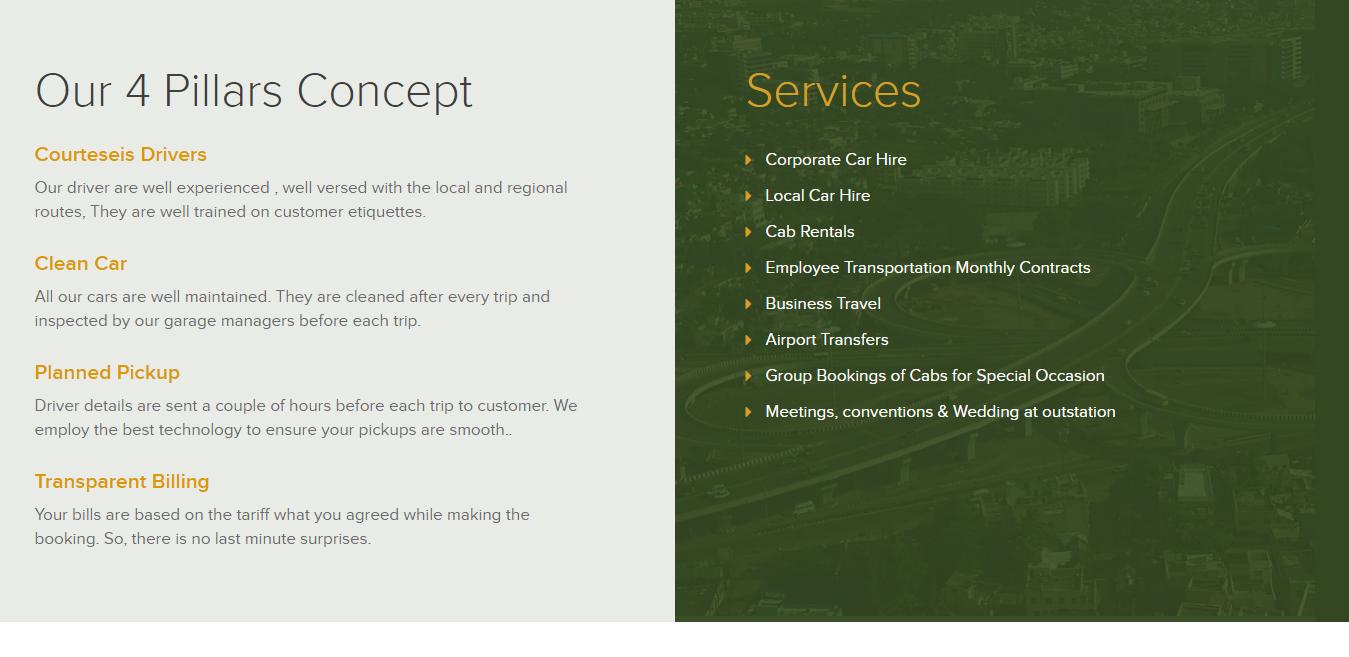 Our 4 Pillars Concept
Courteseis Drivers
Our driver are well experienced , well versed with the local and regional
routes, They are well trained on customer etiquettes.
Clean Car
All our cars are well maintained. They are cleaned after every trip and
inspected by our garage managers before each trip.
Planned Pickup
Driver details are sent a couple of hours before each trip to customer. We
employ the best technology to ensure your pickups are smooth..
Transparent Billing
Your bills are based on the tariff what you agreed while making the
booking. So, there is no last minute surprises.
Services
Corporate Car Hire
Local Car Hire
Cab Rentals
Employee Transportation Monthly Contracts
Business Travel
Airport Transfers
Group Bookings of Cabs for Special Occasion
Meetings, conventions & Wedding at outstation